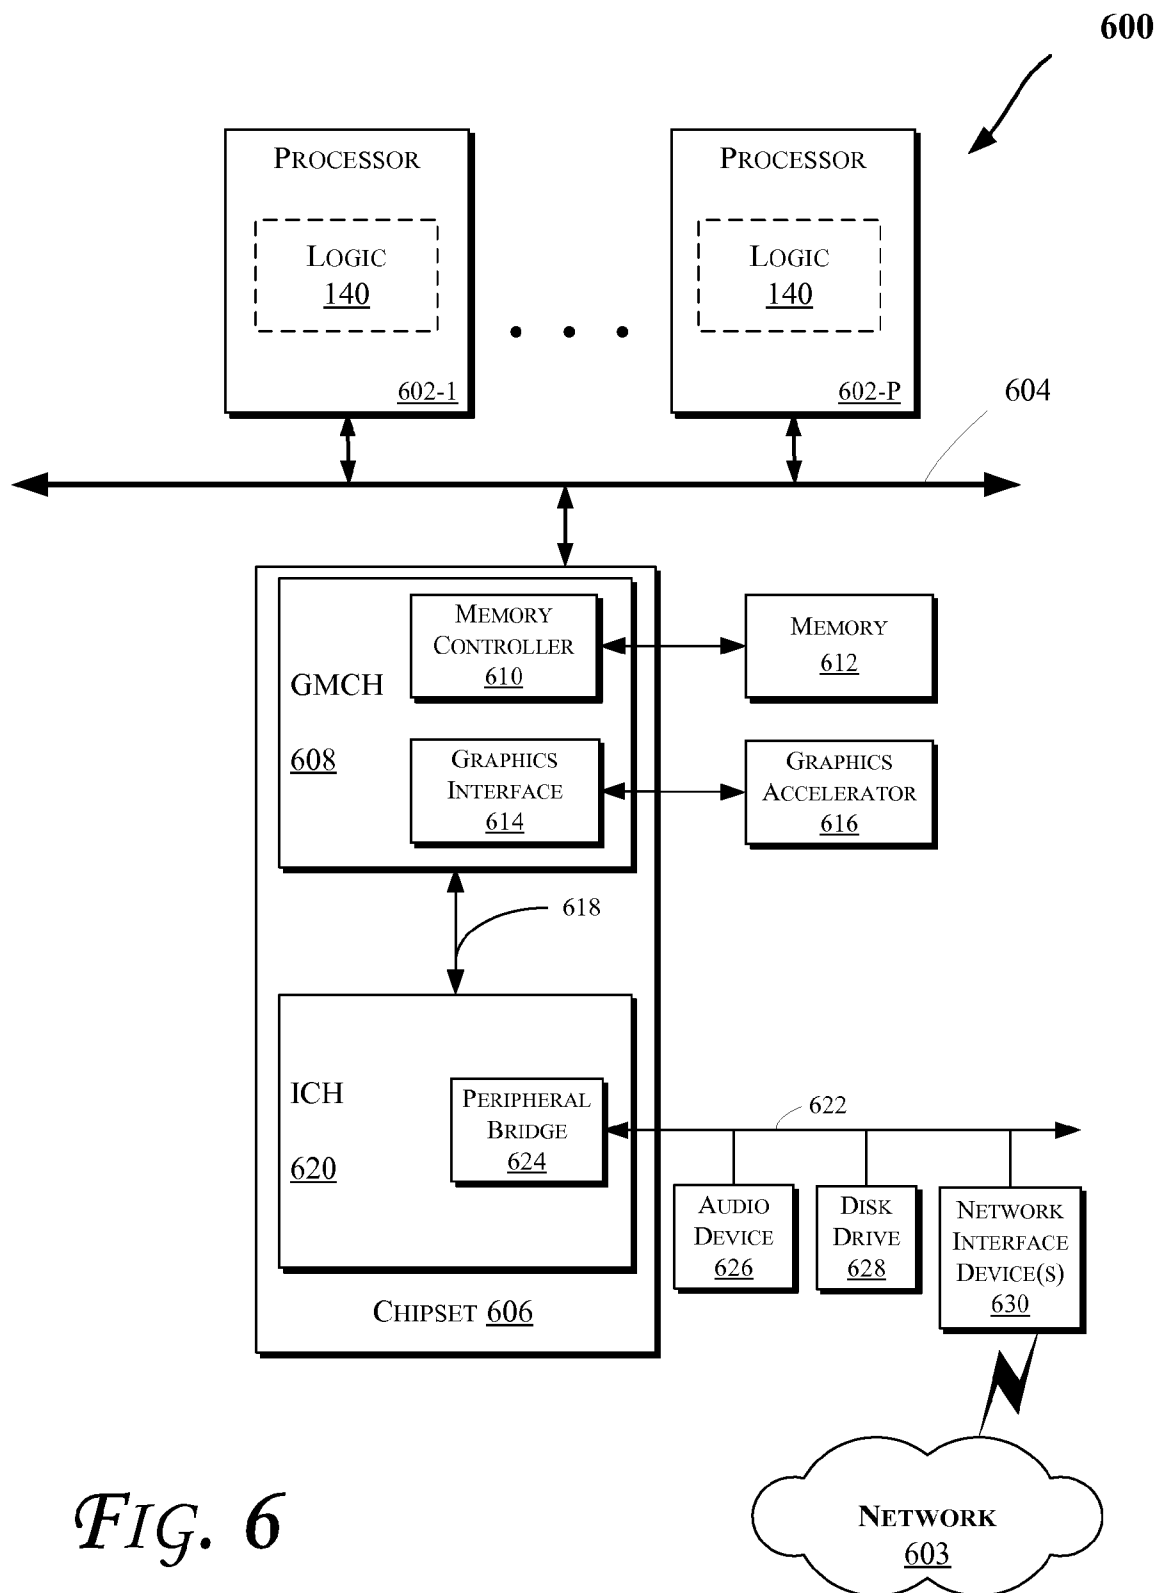 600
PROCESSOR
LOGIC
140
602-1
PROCESSOR
LOGIC
140
602-P
604
MEMORY
CONTROLLER
610
GMCH
608
GRAPHICS
INTERFACE
614
MEMORY
612
GRAPHICS
ACCELERATOR
616
618
ICH
620
PERIPHERAL
BRIDGE
624
622
AUDIO
DEVICE
626
DISK
DRIVE
628
NETWORK
INTERFACE
DEVICE(S)
630
CHIPSET 606
NETWORK
603
FIG. 6